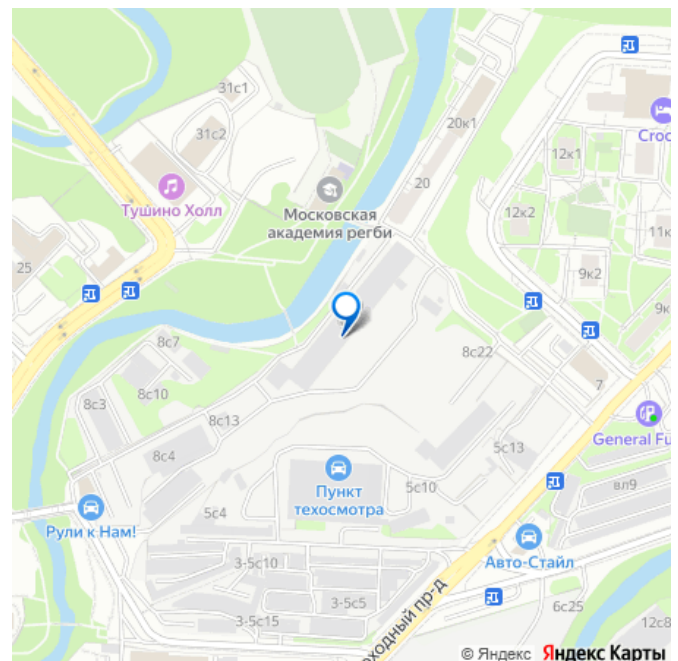 31с1
31с2
20к1
Croc
12к1
20
Тушино Холл
Московская
академия регби
12к2
11к
25
9к2
9к
8с7
8с22
7
8с10
8с3
8с13
General Fu
8с4
5с13
Пункт
техосмотра
5с10
вл9
5с4
Рули к Нам!
3-5с10
Авто-Стайл
3-5с5
оходный пр-д
6с25
3-5с15
12с8
© Яндекс Яндекс Карты